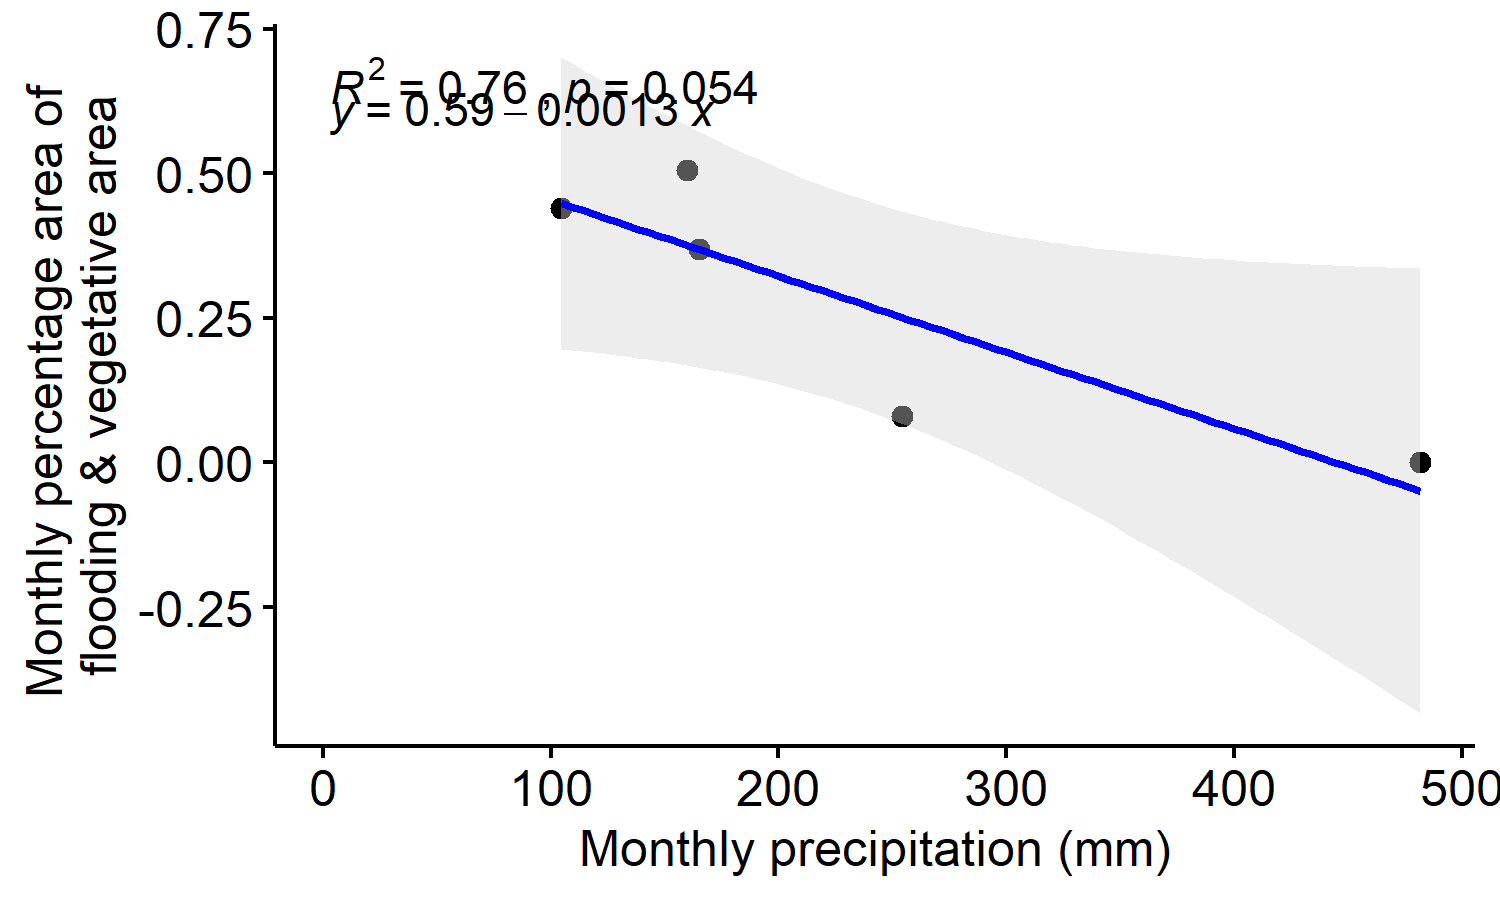 0.75
0.50
0.25
0.00
-0.25
Monthly percentage area of
flooding & vegetative area
R² = 0.76 , p = 0.054
y = 0.59 – 0.0013 x
0 100 200 300 400 500
Monthly precipitation (mm)